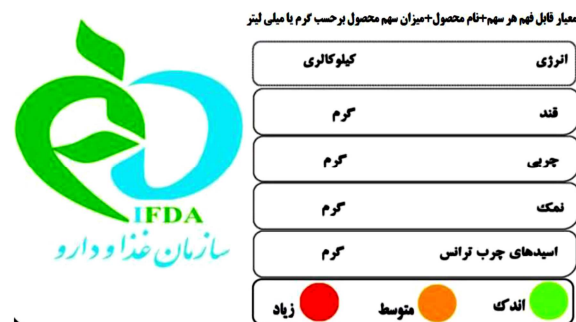 معیار قابل فهم هر سهم+نام محصول+میزان سهم محصول برحسب گرم یا میلی لیتر
انرژی کیلوکالری
قند گرم
چربی گرم
نمک گرم
اسیدهای چرب ترانس گرم
اندک متوسط زیاد
IFDA
سازمان غذا و دارو